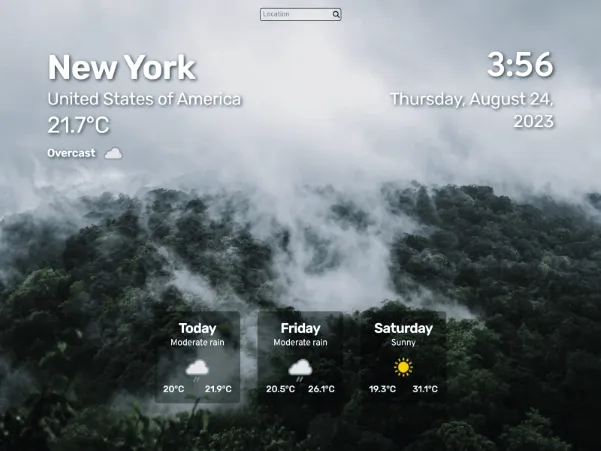 Location
New York
United States of America
21.7°C
Overcast
3:56
Thursday, August 24,
2023
Today
Moderate rain
20°C 21.9°C
Friday
Moderate rain
20.5°C 26.1°C
Saturday
Sunny
19.3°C 31.1°C